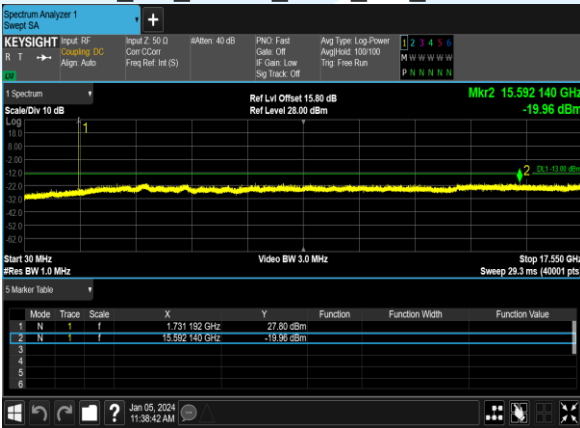 Spectrum Analyzer 1
Swept SA
+
KEYSIGHT Input: RF
R T Coupling: DC
Align: Auto
LV
Input Z: 50 Ω
Corr CCorr
Freq Ref: Int (S)
#Atten: 40 dB
PNO: Fast
Gate: Off
IF Gain: Low
Sig Track: Off
Avg Type: Log-Power
Avg|Hold: 100/100
Trig: Free Run
1 2 3 4 5 6
M W W W W W
P N N N N N
1 Spectrum
Scale/Div 10 dB
Ref Lvl Offset 15.80 dB
Ref Level 28.00 dBm
Mkr2 15.592 140 GHz
-19.96 dBm
Log
18.0
8.00
-2.00
-12.0
-22.0
-32.0
-42.0
-52.0
-62.0
1
2
DL1 -13.00 dBm
Start 30 MHz
#Res BW 1.0 MHz
Video BW 3.0 MHz
Stop 17.550 GHz
Sweep 29.3 ms (40001 pts
5 Marker Table
Mode Trace Scale X Y Function Function Width Function Value
1 N 1 f 1.731 192 GHz 27.80 dBm
2 N 1 f 15.592 140 GHz -19.96 dBm
3
4
5
6
? Jan 05, 2024
11:38:42 AM